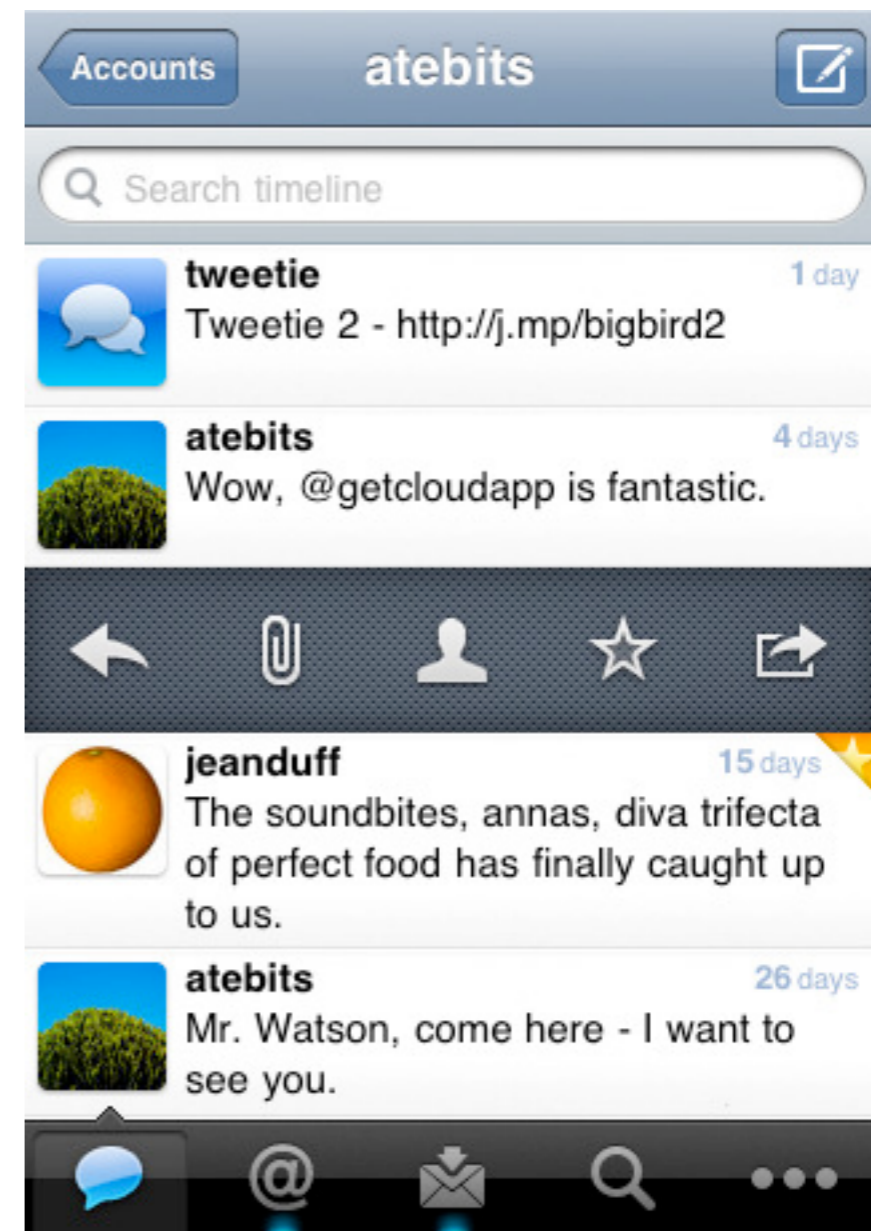 Accounts
atebits
Search timeline
tweetie
1 day
Tweetie 2 - http://j.mp/bigbird2
atebits
4 days
Wow, @getcloudapp is fantastic.
jeanduff
15 days
The soundbites, annas, diva trifecta
of perfect food has finally caught up
to us.
atebits
26 days
Mr. Watson, come here - I want to
see you.
@